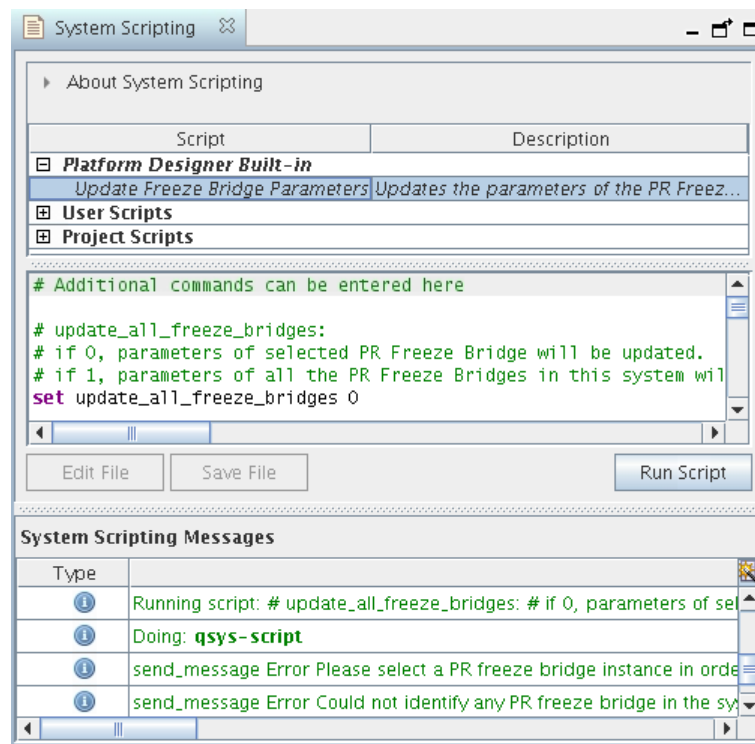 System Scripting
About System Scripting
Script Description
Platform Designer Built-in
Update Freeze Bridge Parameters Updates the parameters of the PR Freez...
User Scripts
Project Scripts
# Additional commands can be entered here
# update_all_freeze_bridges:
# if 0, parameters of selected PR Freeze Bridge will be updated.
# if 1, parameters of all the PR Freeze Bridges in this system wil
set update_all_freeze_bridges 0
Edit File Save File Run Script
System Scripting Messages
Type
Running script: # update_all_freeze_bridges: # if 0, parameters of sel
Doing: qsys-script
send_message Error Please select a PR freeze bridge instance in orde
send_message Error Could not identify any PR freeze bridge in the sy